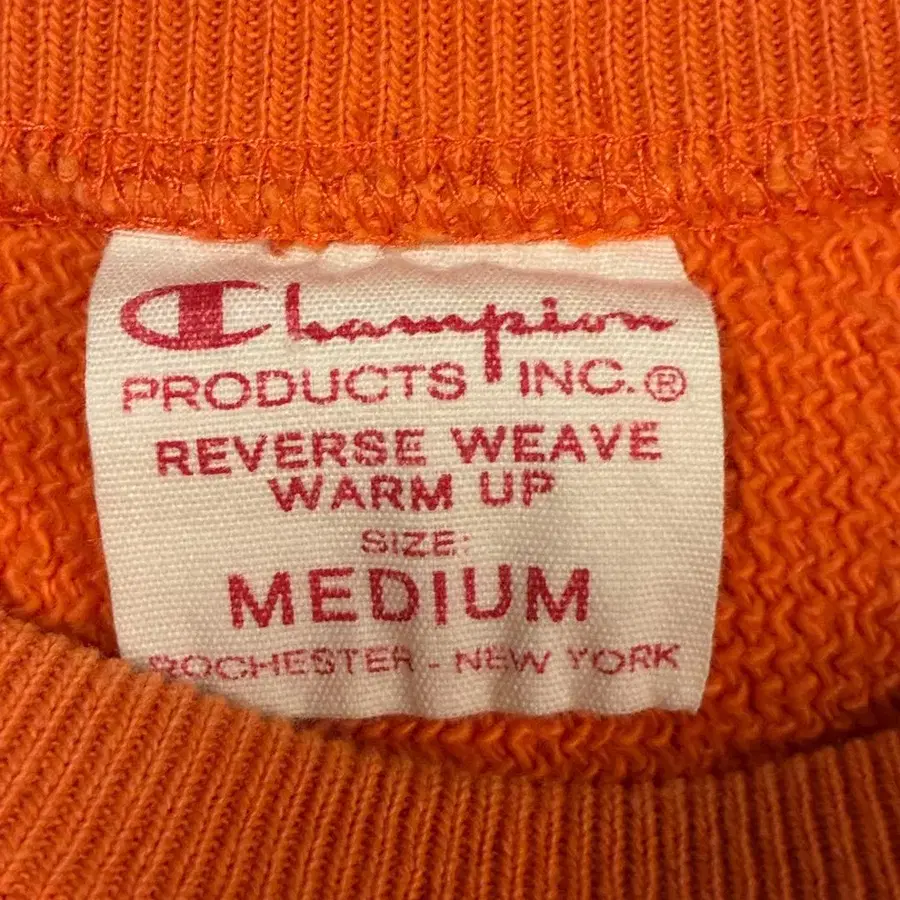 Champion
PRODUCTS INC.®
REVERSE WEAVE
WARM UP
SIZE:
MEDIUM
ROCHESTER - NEW YORK